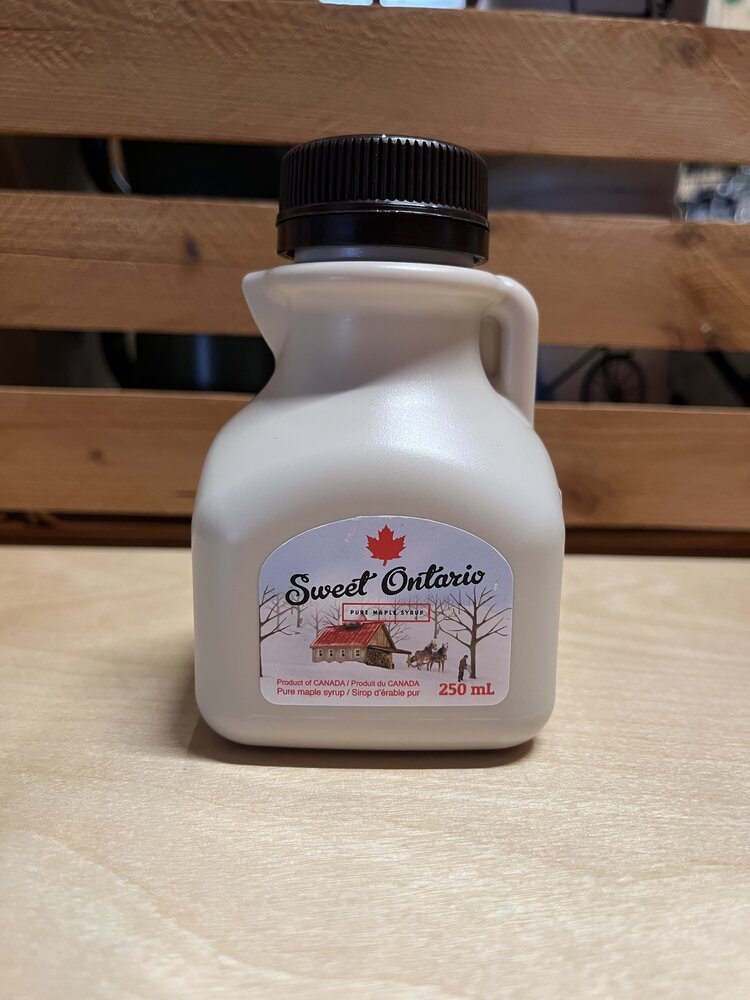 Sweet Ontario
PURE MAPLE SYRUP
Product of CANADA / Produit du CANADA
Pure maple syrup / Sirop d'érable pur
250 mL